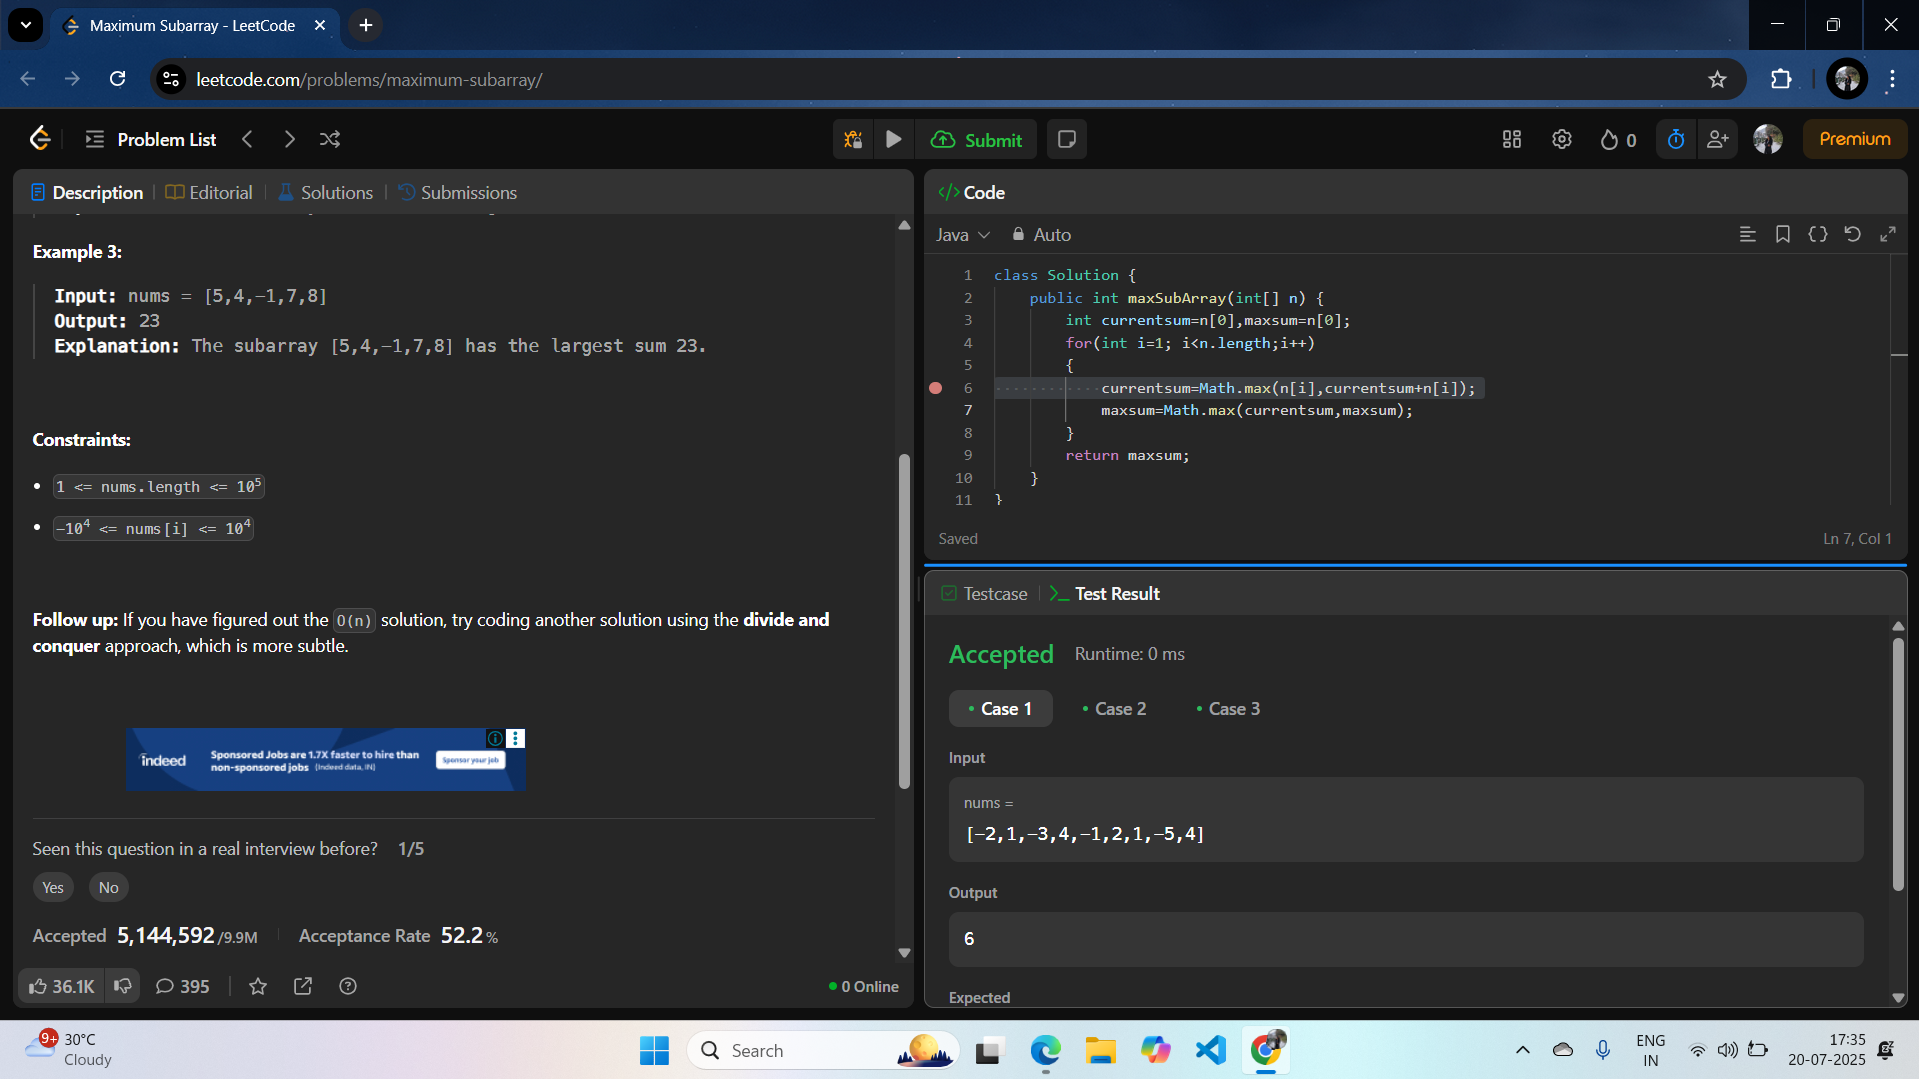 Maximum Subarray - LeetCode
leetcode.com/problems/maximum-subarray/
Problem List
Submit
0
Premium
Description
Editorial
Solutions
Submissions
Example 3:
Input: nums = [5,4,-1,7,8]
Output: 23
Explanation: The subarray [5,4,-1,7,8] has the largest sum 23.
Constraints:
1 <= nums.length <= 10⁵
-10⁴ <= nums[i] <= 10⁴
Follow up: If you have figured out the O(n) solution, try coding another solution using the divide and
conquer approach, which is more subtle.
indeed
Sponsored Jobs are 1.7X faster to hire than
non-sponsored jobs (Indeed data, IN)
Sponsor your job
Seen this question in a real interview before? 1/5
Yes No
Accepted 5,144,592/9.9M Acceptance Rate 52.2%
36.1K 395 0 Online
</> Code
Java Auto
1 class Solution {
2 public int maxSubArray(int[] n) {
3 int currentsum=n[0],maxsum=n[0];
4 for(int i=1; i<n.length;i++)
5 {
6 currentsum=Math.max(n[i],currentsum+n[i]);
7 maxsum=Math.max(currentsum,maxsum);
8 }
9 return maxsum;
10 }
11 }
Saved Ln 7, Col 1
Testcase Test Result
Accepted Runtime: 0 ms
Case 1 Case 2 Case 3
Input
nums =
[-2,1,-3,4,-1,2,1,-5,4]
Output
6
Expected
9+ 30°C
Cloudy
Search
ENG
IN
17:35
20-07-2025